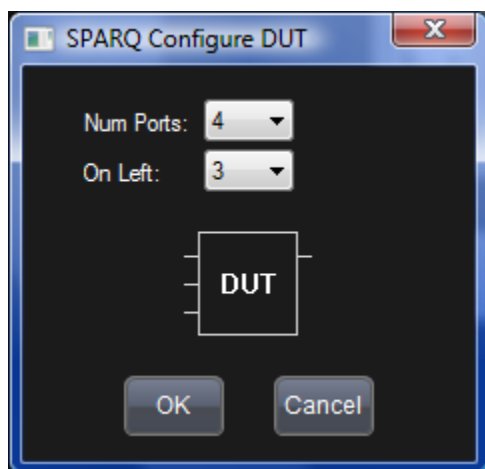 SPARQ Configure DUT
X
Num Ports: 4
On Left: 3
DUT
OK Cancel